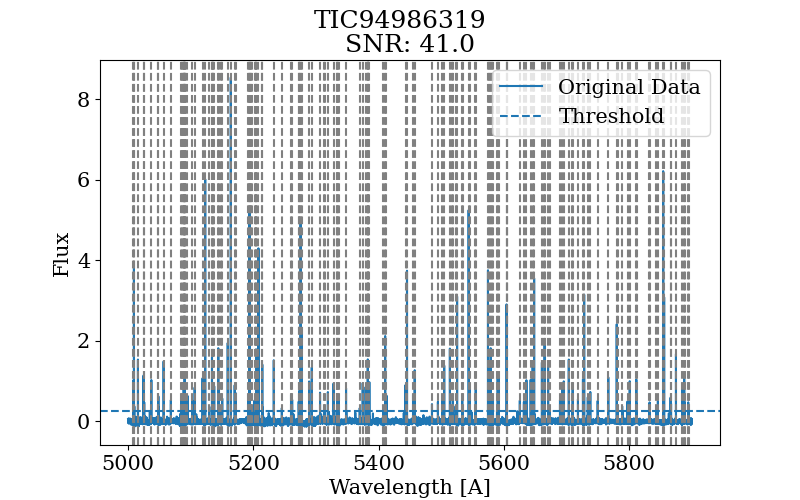 TIC94986319
SNR: 41.0
Original Data
Threshold
8
6
4
2
0
Flux
5000 5200 5400 5600 5800
Wavelength [A]